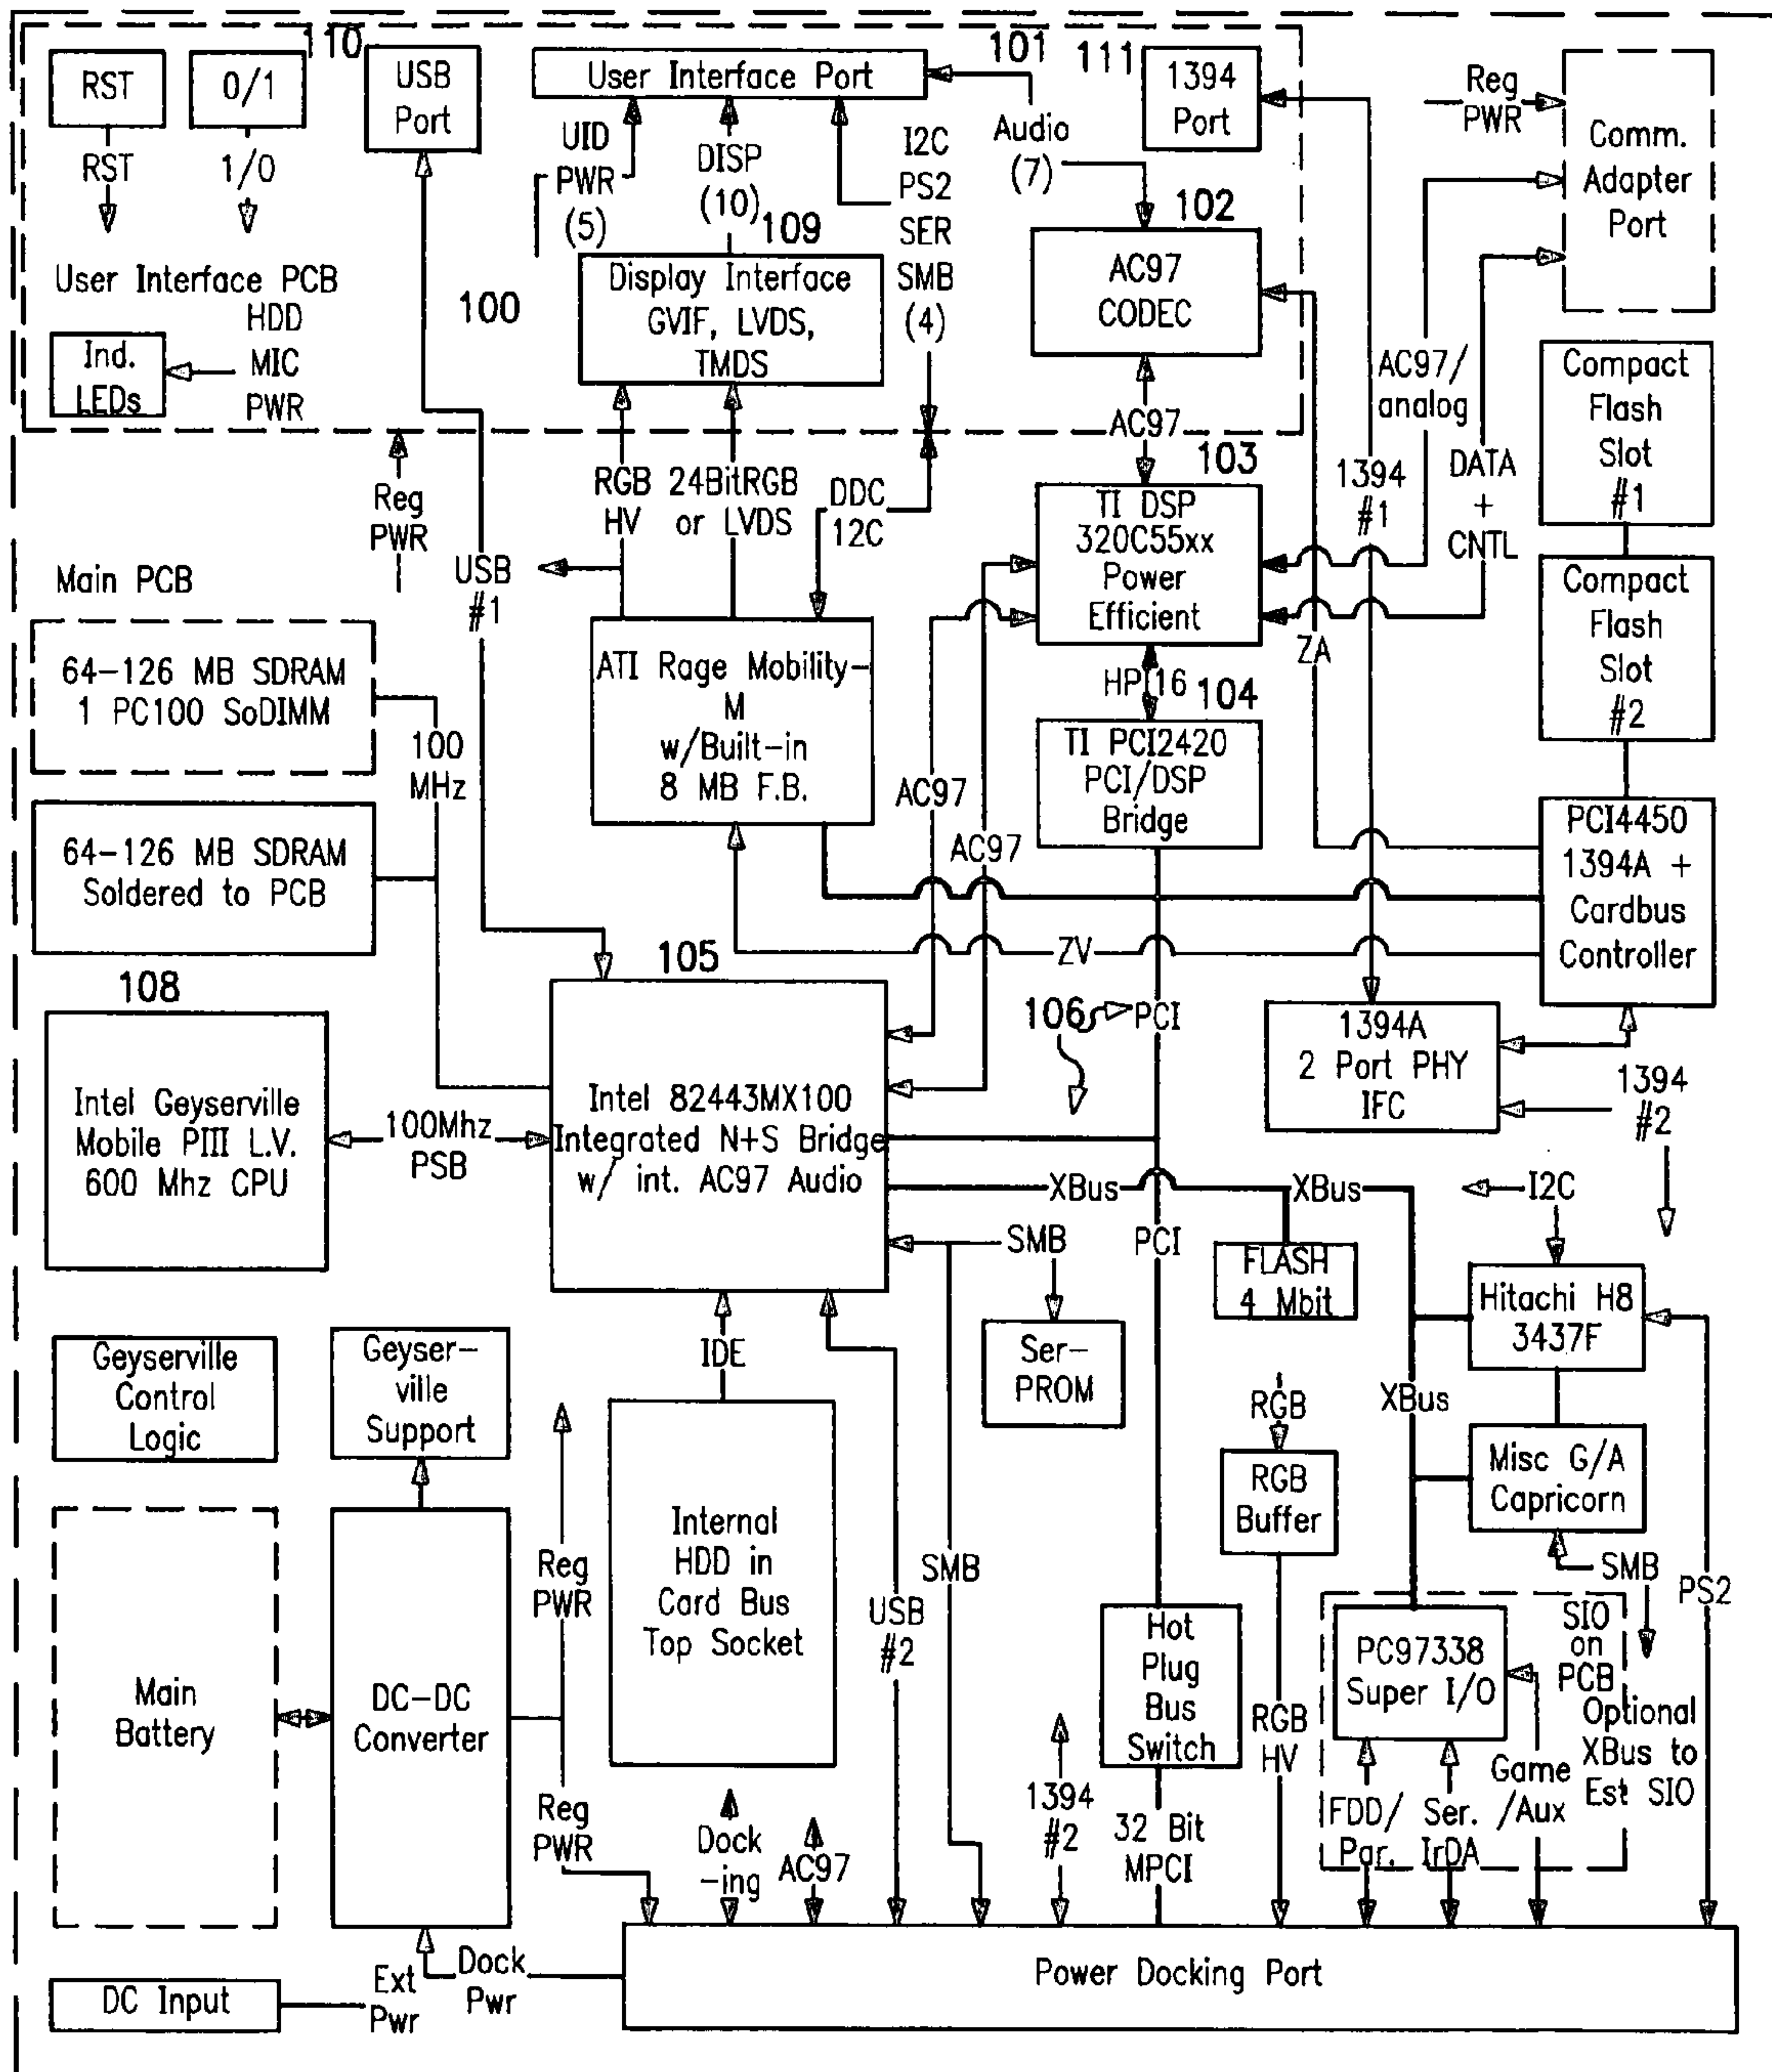 110
101
111
RST
0/1
USB
Port
User Interface Port
1394
Port
Reg
PWR
Comm.
Adapter
Port
RST
1/0
UID
PWR
(5)
DISP
(10)
I2C
PS2
SER
SMB
(4)
Audio
(7)
102
109
User Interface PCB
HDD
MIC
PWR
Ind.
LEDs
100
Display Interface
GVIF, LVDS,
TMDS
AC97
CODEC
AC97/
analog
Compact
Flash
Slot
#1
AC97
103
Reg
PWR
RGB
HV
24BitRGB
or LVDS
DDC
12C
TI DSP
320C55xx
Power
Efficient
1394
#1
DATA
+
CNTL
Main PCB
USB
#1
Compact
Flash
Slot
#2
64-126 MB SDRAM
1 PC100 SoDIMM
100
MHz
ATI Rage Mobility-
M
w/Built-in
8 MB F.B.
HPI16
104
ZA
TI PCI2420
PCI/DSP
Bridge
AC97
AC97
64-126 MB SDRAM
Soldered to PCB
PCI4450
1394A +
Cardbus
Controller
108
105
ZV
106
PCI
1394A
2 Port PHY
IFC
1394
#2
Intel Geyserville
Mobile PIII L.V.
600 Mhz CPU
100Mhz
PSB
Intel 82443MX100
Integrated N+S Bridge
w/ int. AC97 Audio
XBus
XBus
I2C
SMB
PCI
FLASH
4 Mbit
Hitachi H8
3437F
Geyserville
Control
Logic
Geyser-
ville
Support
IDE
Ser-
PROM
RGB
XBus
RGB
Buffer
Misc G/A
Capricorn
Main
Battery
DC-DC
Converter
Reg
PWR
Internal
HDD in
Card Bus
Top Socket
USB
#2
SMB
SMB
PS2
Hot
Plug
Bus
Switch
RGB
HV
PC97338
Super I/O
SIO
on
PCB
Optional
XBus to
Est SIO
Reg
PWR
Dock
-ing
AC97
1394
#2
32 Bit
MPCI
FDD/
Par.
Ser.
IrDA
Game
/Aux
DC Input
Ext
Pwr
Dock
Pwr
Power Docking Port